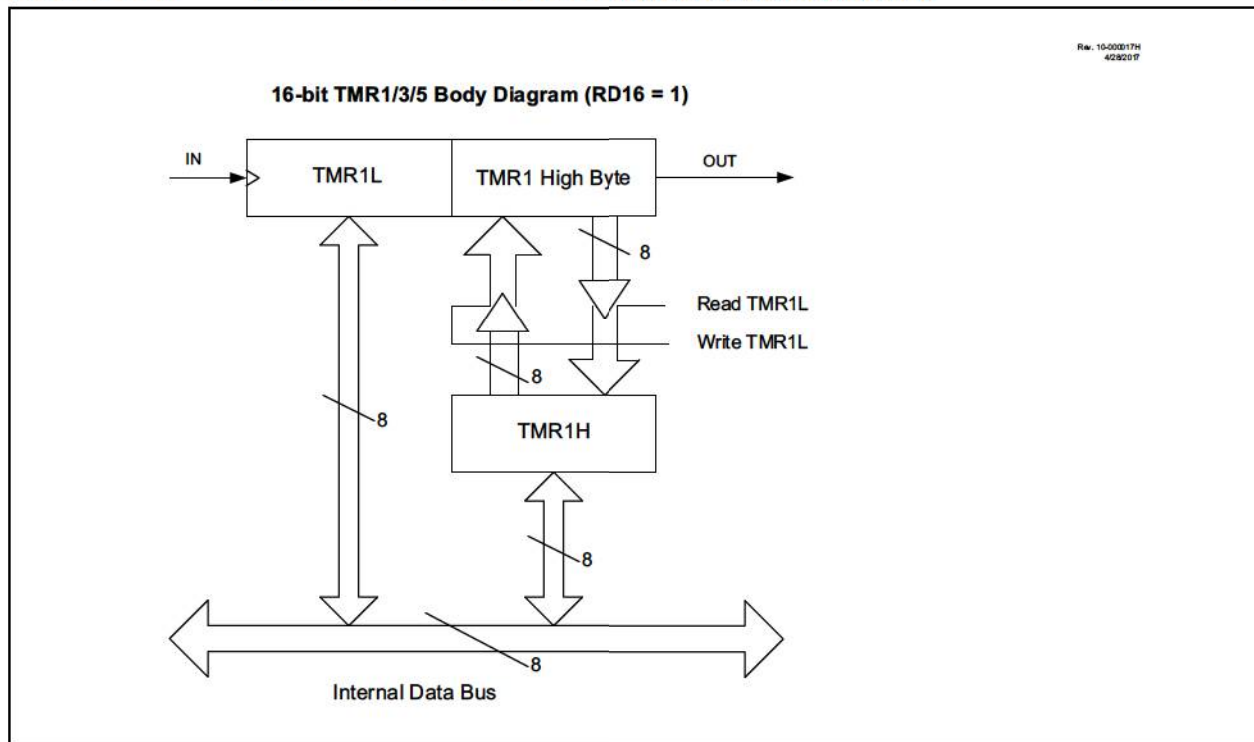 Rev. 10-000017H
4/28/2017
16-bit TMR1/3/5 Body Diagram (RD16 = 1)
IN
TMR1L
TMR1 High Byte
OUT
8
Read TMR1L
Write TMR1L
8
8
TMR1H
8
8
Internal Data Bus